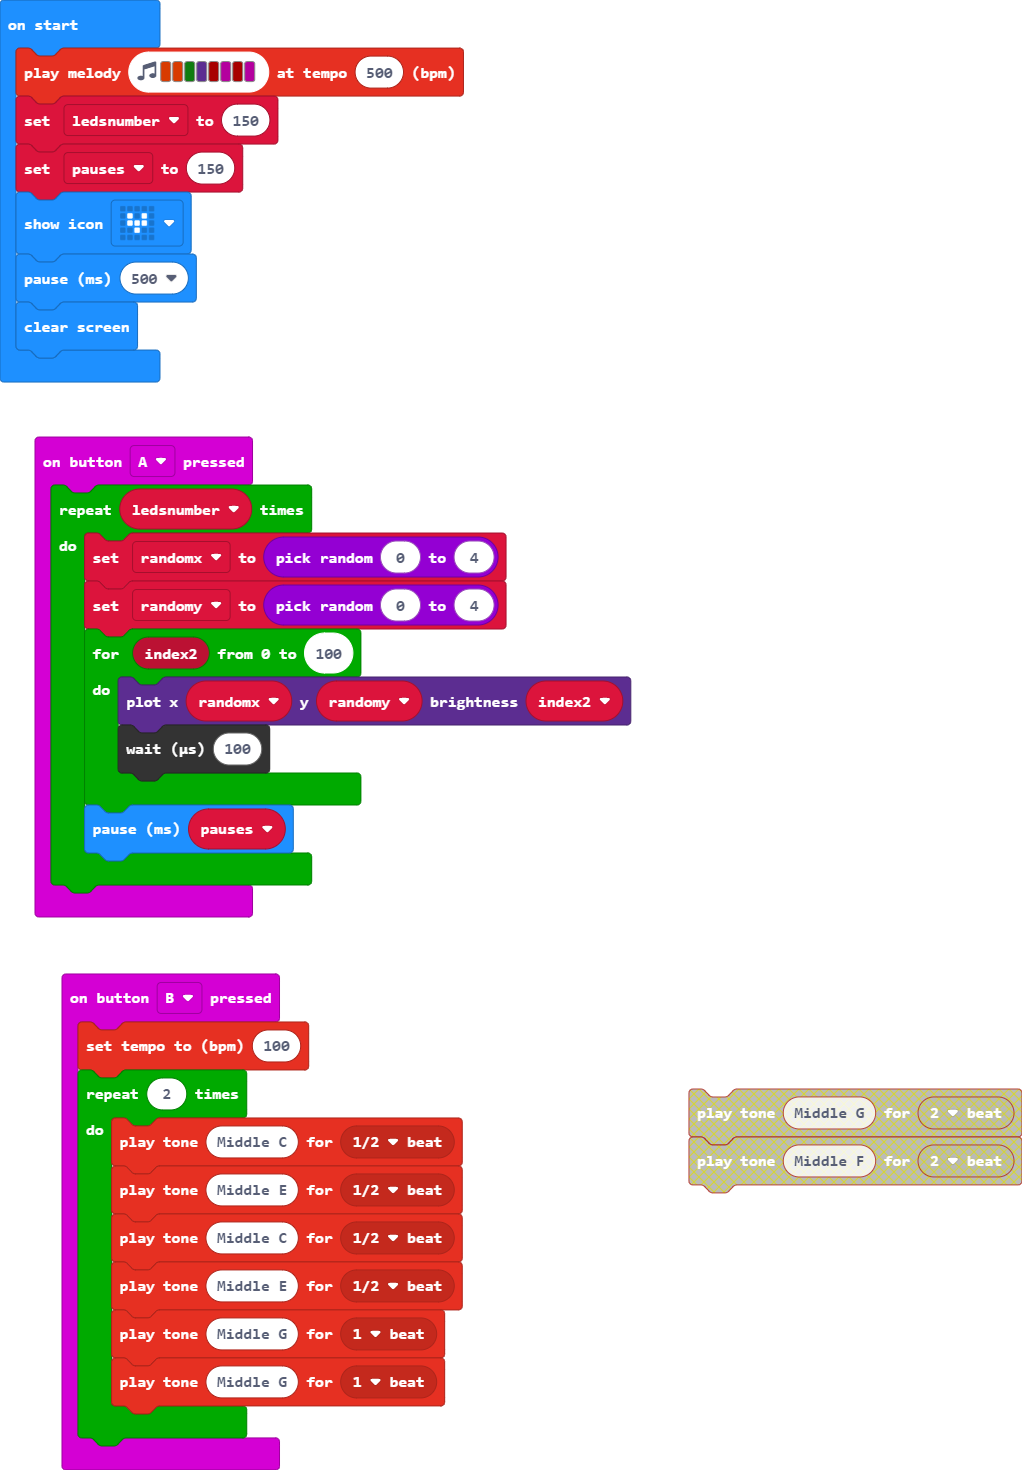 on start
play melody at tempo 500 (bpm)
set ledsnumber to 150
set pauses to 150
show icon
pause (ms) 500
clear screen
on button A pressed
repeat ledsnumber times
do
set randomx to pick random 0 to 4
set randomy to pick random 0 to 4
for index2 from 0 to 100
do
plot x randomx y randomy brightness index2
wait (µs) 100
pause (ms) pauses
on button B pressed
set tempo to (bpm) 100
repeat 2 times
do
play tone Middle C for 1/2 beat
play tone Middle E for 1/2 beat
play tone Middle C for 1/2 beat
play tone Middle E for 1/2 beat
play tone Middle G for 1 beat
play tone Middle G for 1 beat
play tone Middle G for 2 beat
play tone Middle F for 2 beat